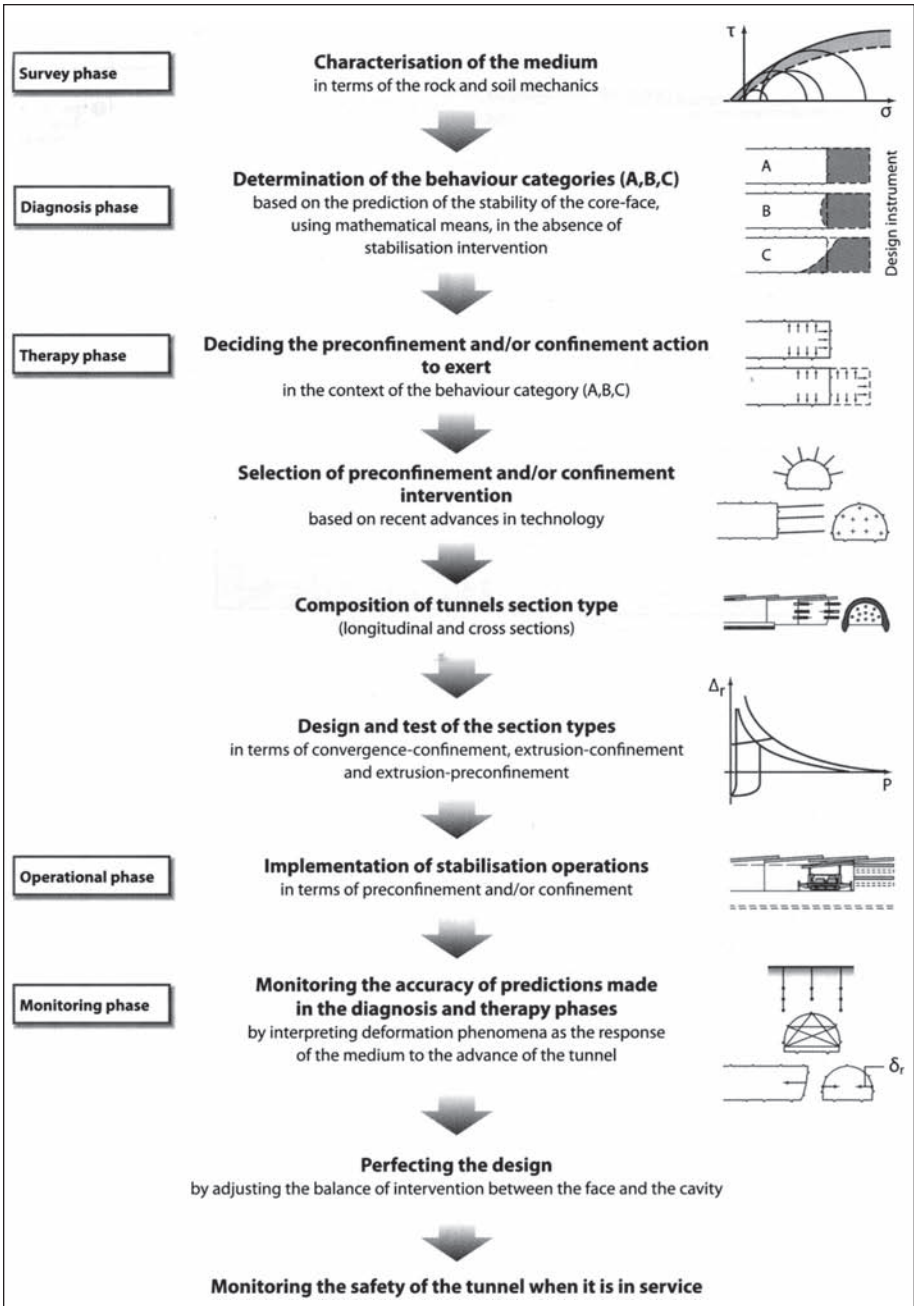 Survey phase
Characterisation of the medium
in terms of the rock and soil mechanics
τ
σ
Diagnosis phase
Determination of the behaviour categories (A,B,C)
based on the prediction of the stability of the core-face,
using mathematical means, in the absence of
stabilisation intervention
A
B
C
Design instrument
Therapy phase
Deciding the preconfinement and/or confinement action
to exert
in the context of the behaviour category (A,B,C)
Selection of preconfinement and/or confinement
intervention
based on recent advances in technology
Composition of tunnels section type
(longitudinal and cross sections)
Design and test of the section types
in terms of convergence-confinement, extrusion-confinement
and extrusion-preconfinement
Δr
P
Operational phase
Implementation of stabilisation operations
in terms of preconfinement and/or confinement
Monitoring phase
Monitoring the accuracy of predictions made
in the diagnosis and therapy phases
by interpreting deformation phenomena as the response
of the medium to the advance of the tunnel
δr
Perfecting the design
by adjusting the balance of intervention between the face and the cavity
Monitoring the safety of the tunnel when it is in service